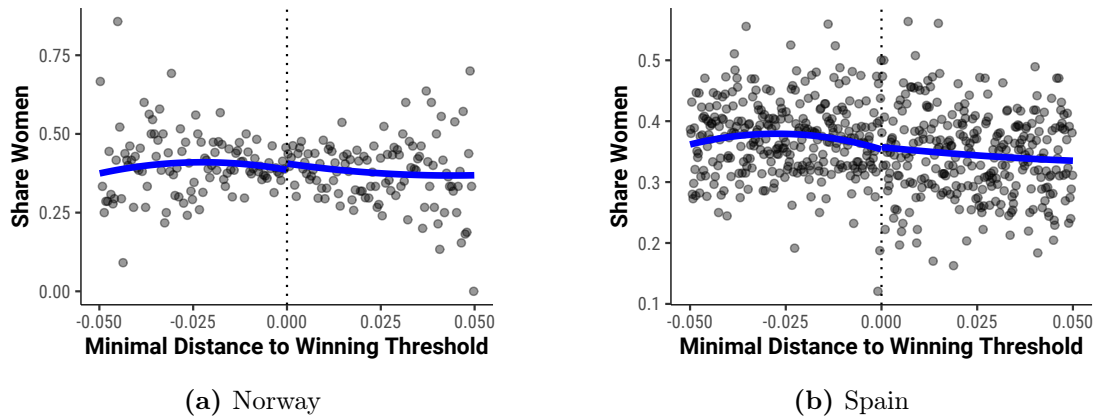 Share Women
0.75
0.50
0.25
0.00
-0.050 -0.025 0.000 0.025 0.050
Minimal Distance to Winning Threshold
(a) Norway
Share Women
0.5
0.4
0.3
0.2
0.1
-0.050 -0.025 0.000 0.025 0.050
Minimal Distance to Winning Threshold
(b) Spain